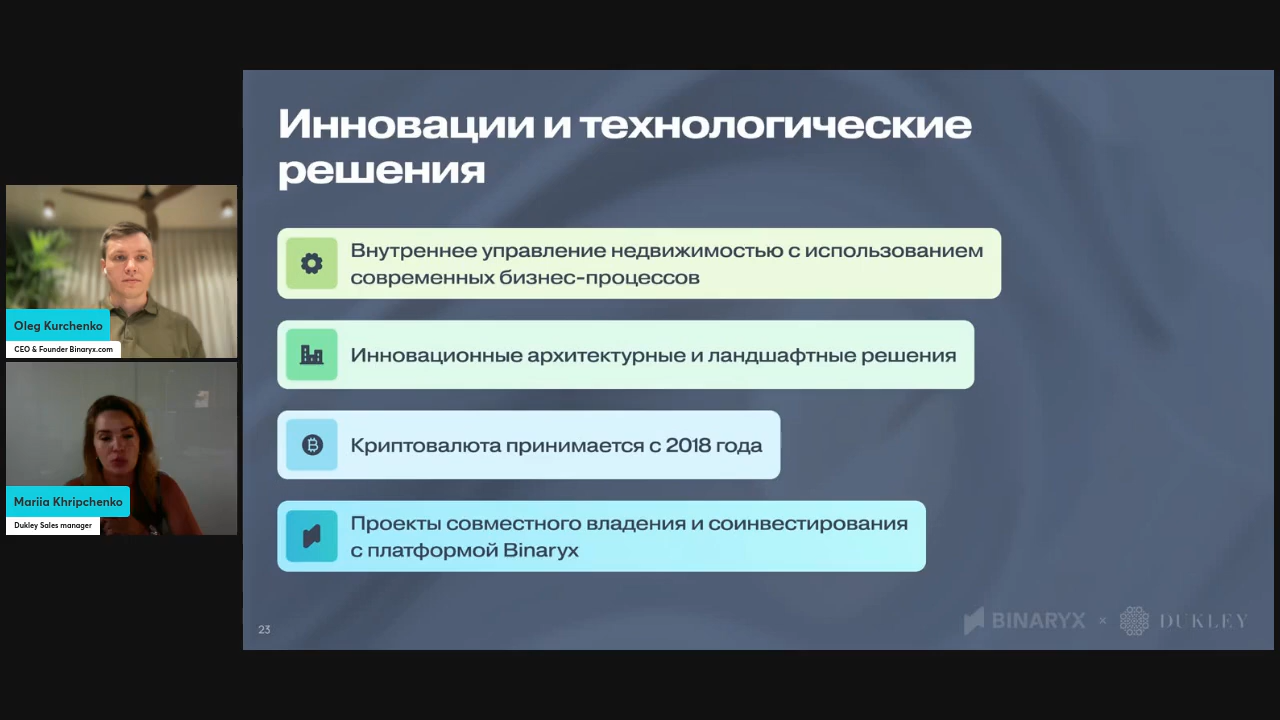 Инновации и технологические
решения
Внутреннее управление недвижимостью с использованием
современных бизнес-процессов
Инновационные архитектурные и ландшафтные решения
Криптовалюта принимается с 2018 года
Проекты совместного владения и соинвестирования
с платформой Binaryx
23
BINARYX × DUKLEY
Oleg Kurchenko
CEO & Founder Binaryx.com
Mariia Khripchenko
Dukley Sales manager